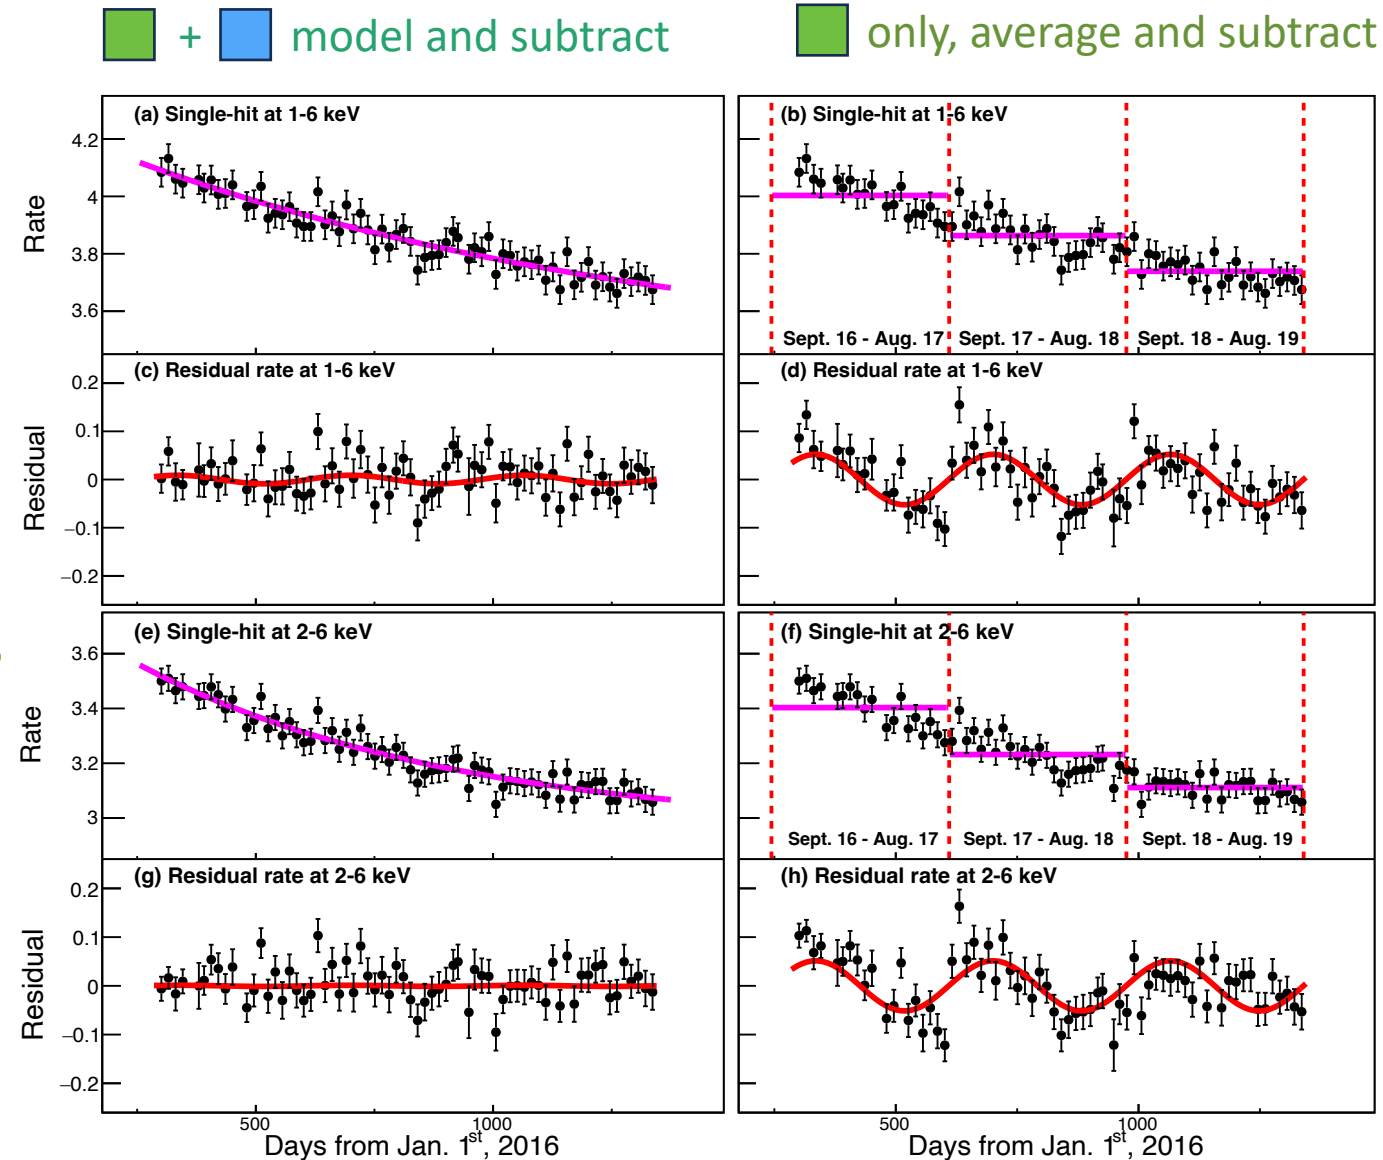 + model and subtract
only, average and subtract
(a) Single-hit at 1-6 keV
4.2
4
3.8
3.6
Rate
(b) Single-hit at 1-6 keV
Sept. 16 - Aug. 17
Sept. 17 - Aug. 18
Sept. 18 - Aug. 19
(c) Residual rate at 1-6 keV
0.2
0.1
0
−0.1
−0.2
Residual
(d) Residual rate at 1-6 keV
(e) Single-hit at 2-6 keV
3.6
3.4
3.2
3
Rate
(f) Single-hit at 2-6 keV
Sept. 16 - Aug. 17
Sept. 17 - Aug. 18
Sept. 18 - Aug. 19
(g) Residual rate at 2-6 keV
0.2
0.1
0
−0.1
−0.2
Residual
(h) Residual rate at 2-6 keV
500
1000
Days from Jan. 1st, 2016
500
1000
Days from Jan. 1st, 2016